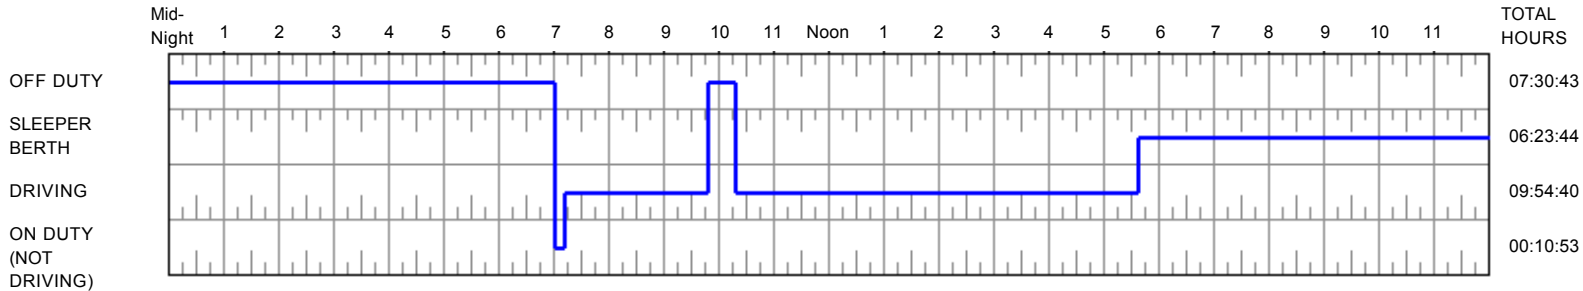 Mid-
Night 1 2 3 4 5 6 7 8 9 10 11 Noon 1 2 3 4 5 6 7 8 9 10 11 TOTAL
HOURS
OFF DUTY 07:30:43
SLEEPER
BERTH 06:23:44
DRIVING 09:54:40
ON DUTY
(NOT 00:10:53
DRIVING)